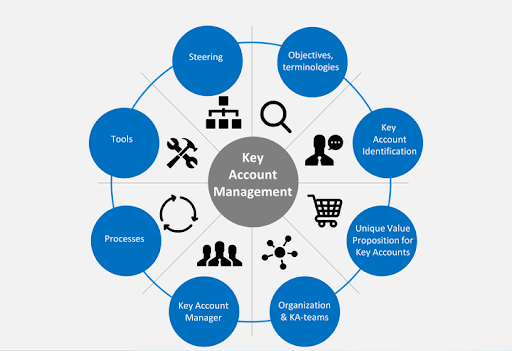 Key
Account
Management
Objectives,
terminologies
Key
Account
Identification
Unique Value
Proposition for
Key Accounts
Organization
& KA-teams
Key Account
Manager
Processes
Tools
Steering